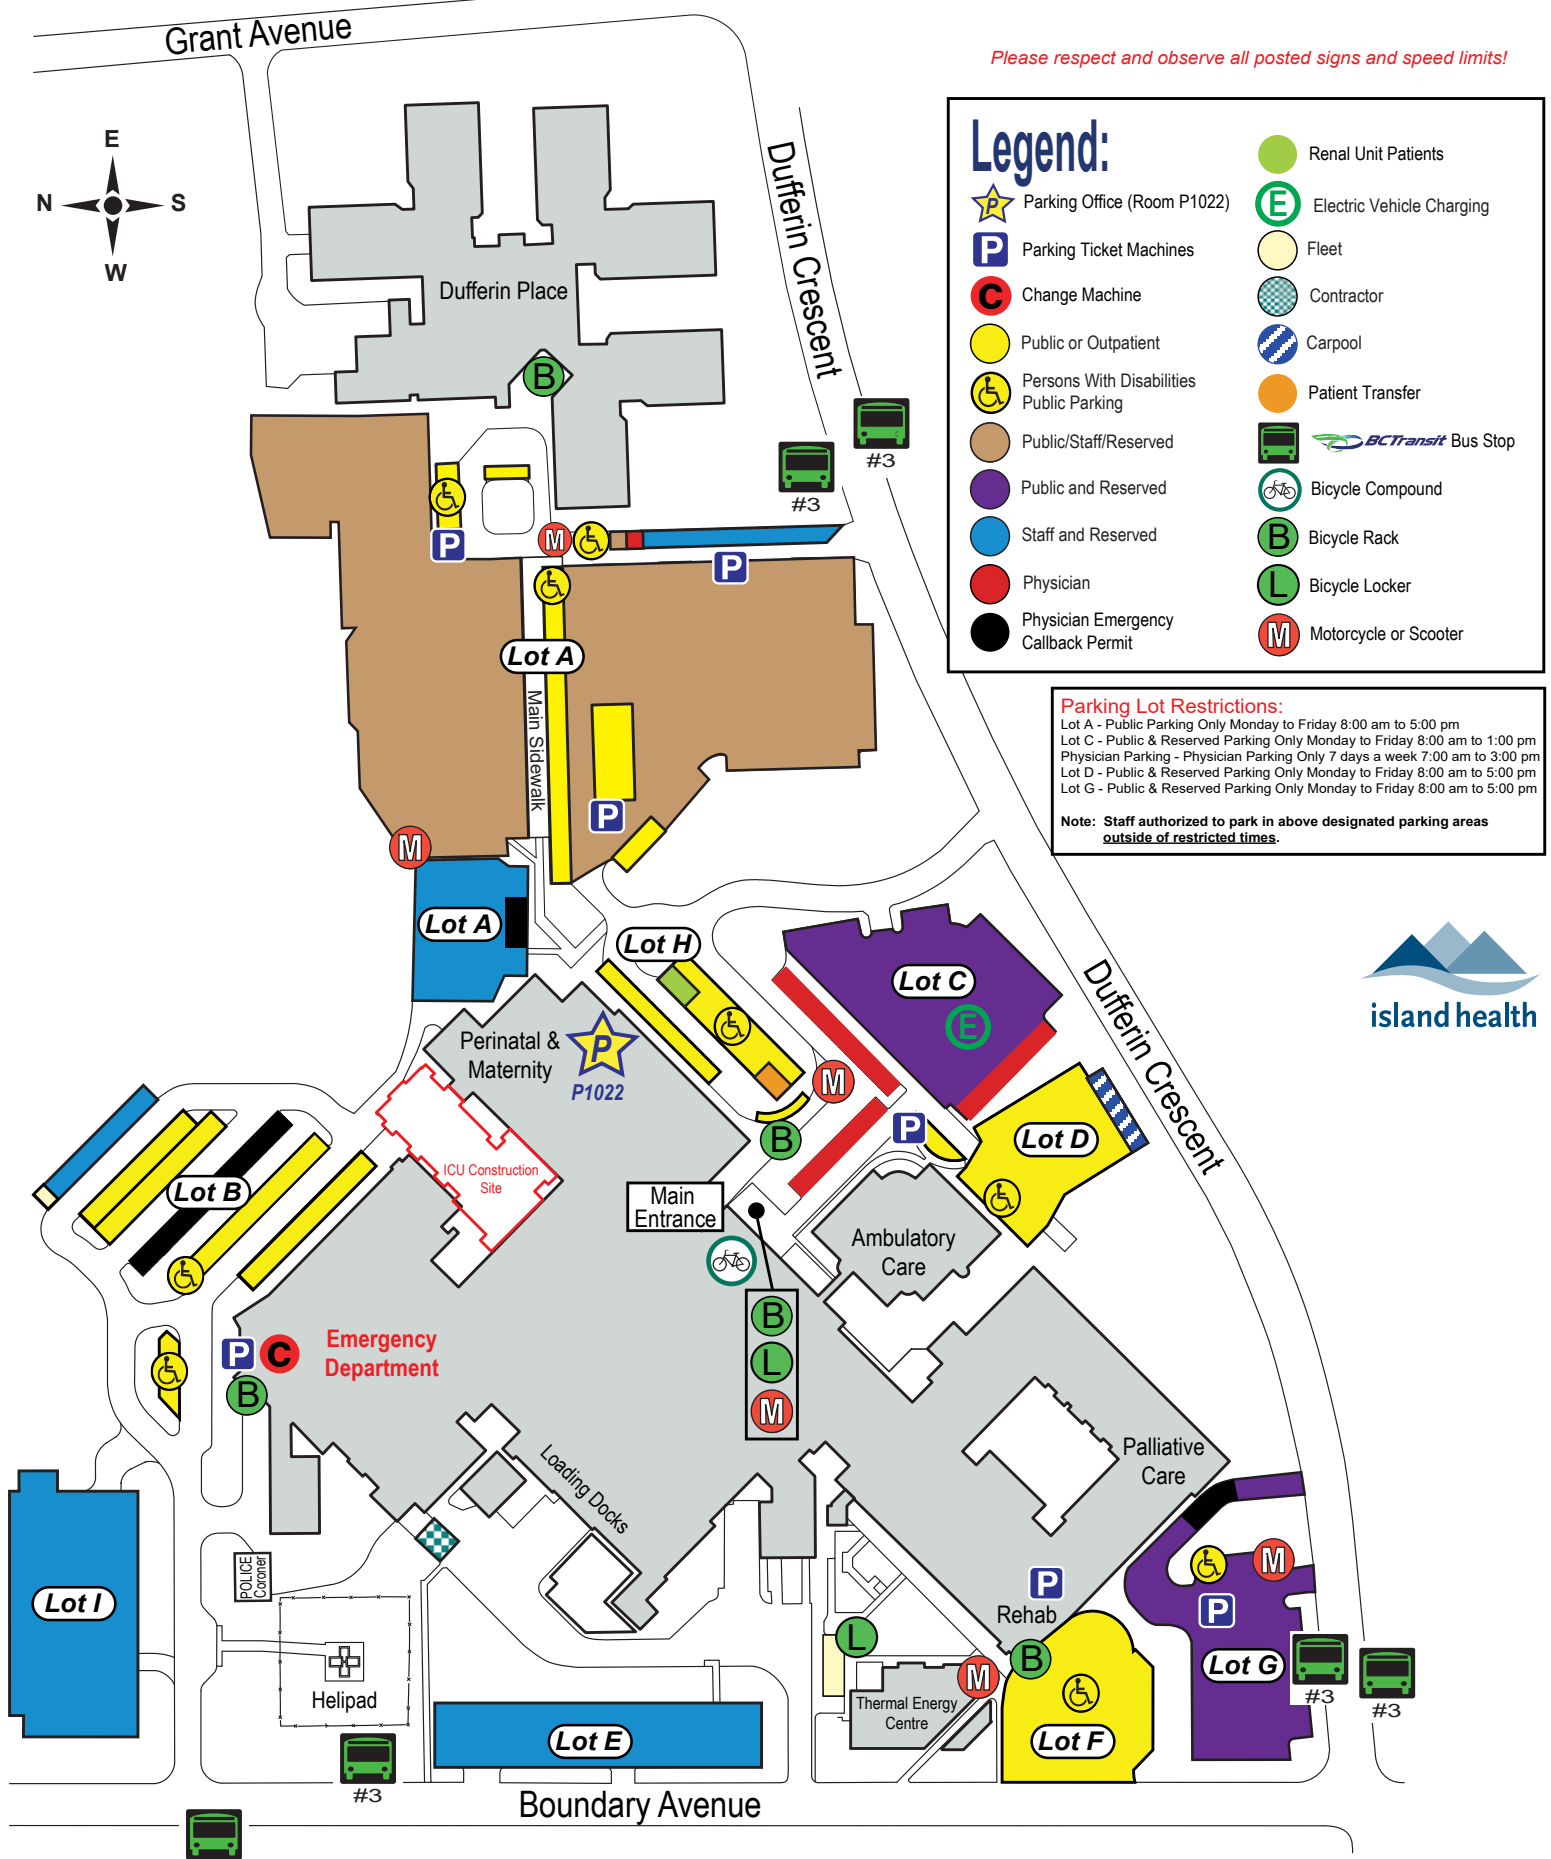 Grant Avenue
Please respect and observe all posted signs and speed limits!
E
N
S
W
Dufferin Crescent
Legend:
P
Parking Office (Room P1022)
P
Parking Ticket Machines
C
Change Machine
Public or Outpatient
Persons With Disabilities
Public Parking
Public/Staff/Reserved
Public and Reserved
Staff and Reserved
Physician
Physician Emergency
Callback Permit
Renal Unit Patients
E
Electric Vehicle Charging
Fleet
Contractor
Carpool
Patient Transfer
BCTransit Bus Stop
Bicycle Compound
B
Bicycle Rack
L
Bicycle Locker
M
Motorcycle or Scooter
Parking Lot Restrictions:
Lot A - Public Parking Only Monday to Friday 8:00 am to 5:00 pm
Lot C - Public & Reserved Parking Only Monday to Friday 8:00 am to 1:00 pm
Physician Parking - Physician Parking Only 7 days a week 7:00 am to 3:00 pm
Lot D - Public & Reserved Parking Only Monday to Friday 8:00 am to 5:00 pm
Lot G - Public & Reserved Parking Only Monday to Friday 8:00 am to 5:00 pm
Note: Staff authorized to park in above designated parking areas
outside of restricted times.
island health
Dufferin Place
B
#3
#3
P
M
P
Lot A
Main Sidewalk
P
M
Lot A
Lot H
Lot C
E
Dufferin Crescent
Perinatal &
Maternity
P
P1022
M
B
P
Lot D
ICU Construction
Site
Lot B
Main
Entrance
Ambulatory
Care
B
L
M
P
C
Emergency
Department
B
Loading Docks
Palliative
Care
POLICE
Coroner
P
Rehab
M
P
Lot I
L
B
M
Lot G
#3
#3
Helipad
Thermal Energy
Centre
Lot E
Lot F
#3
Boundary Avenue